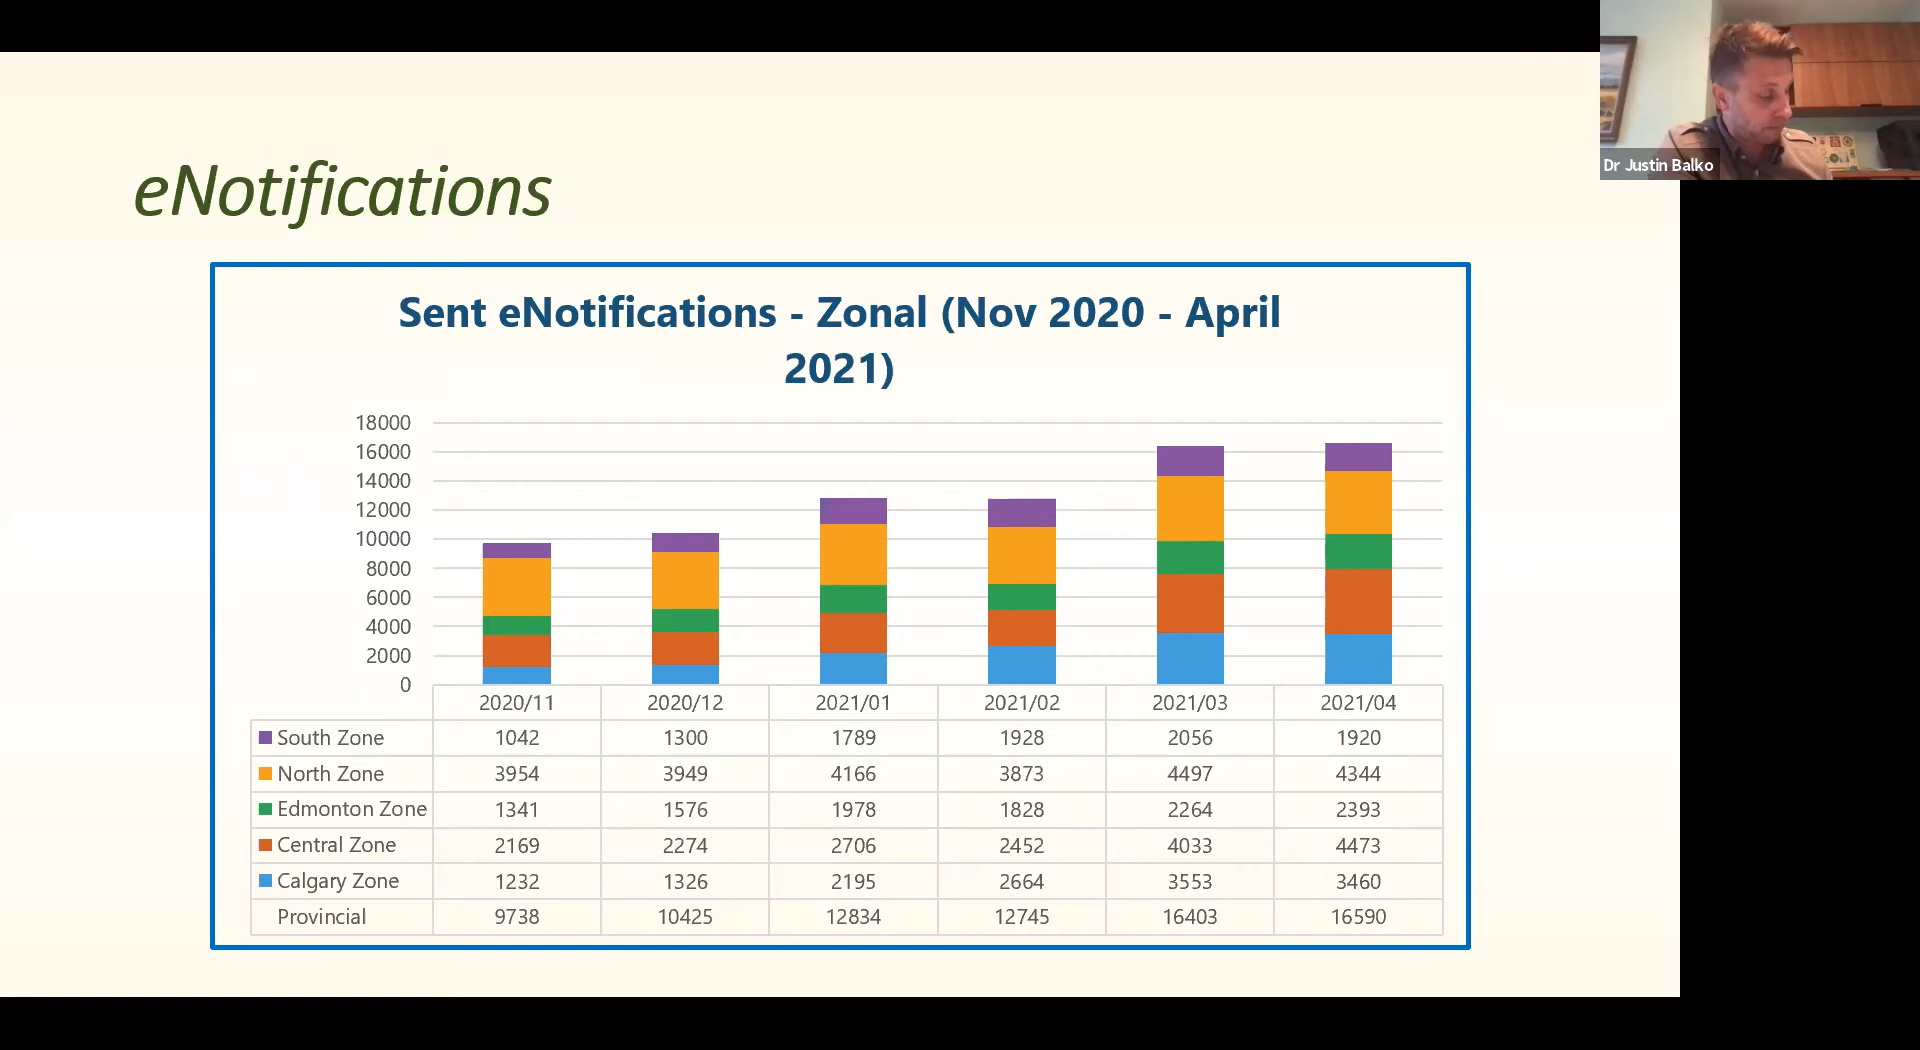 eNotifications
Dr Justin Balko
Sent eNotifications - Zonal (Nov 2020 - April
2021)
18000
16000
14000
12000
10000
8000
6000
4000
2000
0
2020/11 2020/12 2021/01 2021/02 2021/03 2021/04
South Zone 1042 1300 1789 1928 2056 1920
North Zone 3954 3949 4166 3873 4497 4344
Edmonton Zone 1341 1576 1978 1828 2264 2393
Central Zone 2169 2274 2706 2452 4033 4473
Calgary Zone 1232 1326 2195 2664 3553 3460
Provincial 9738 10425 12834 12745 16403 16590